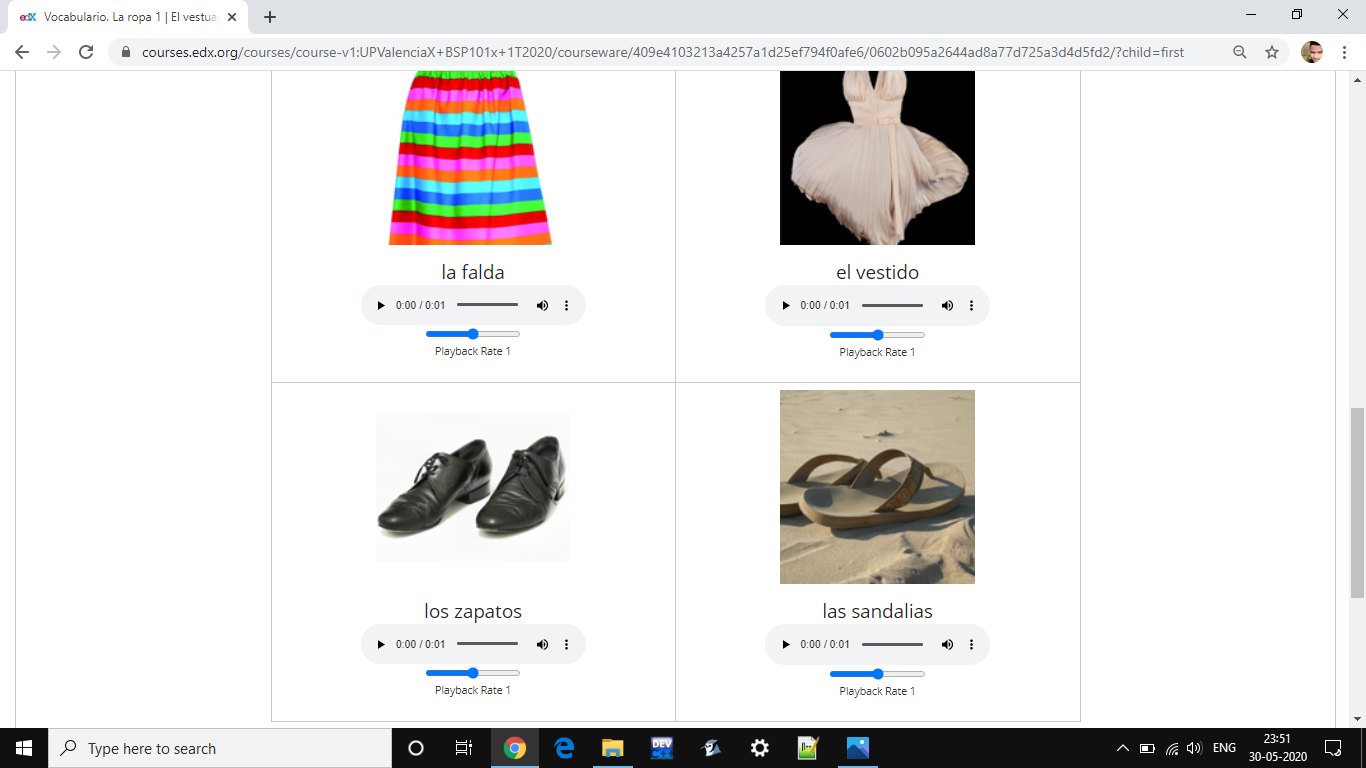 Vocabulario. La ropa 1 | El vestua
courses.edx.org/courses/course-v1:UPValenciaX+BSP101x+1T2020/courseware/409e4103213a4257a1d25ef794f0afe6/0602b095a2644ad8a77d725a3d4d5fd2/?child=first
la falda
el vestido
0:00 / 0:01
0:00 / 0:01
Playback Rate 1
Playback Rate 1
los zapatos
las sandalias
0:00 / 0:01
0:00 / 0:01
Playback Rate 1
Playback Rate 1
Type here to search
DEV
ENG
23:51
30-05-2020